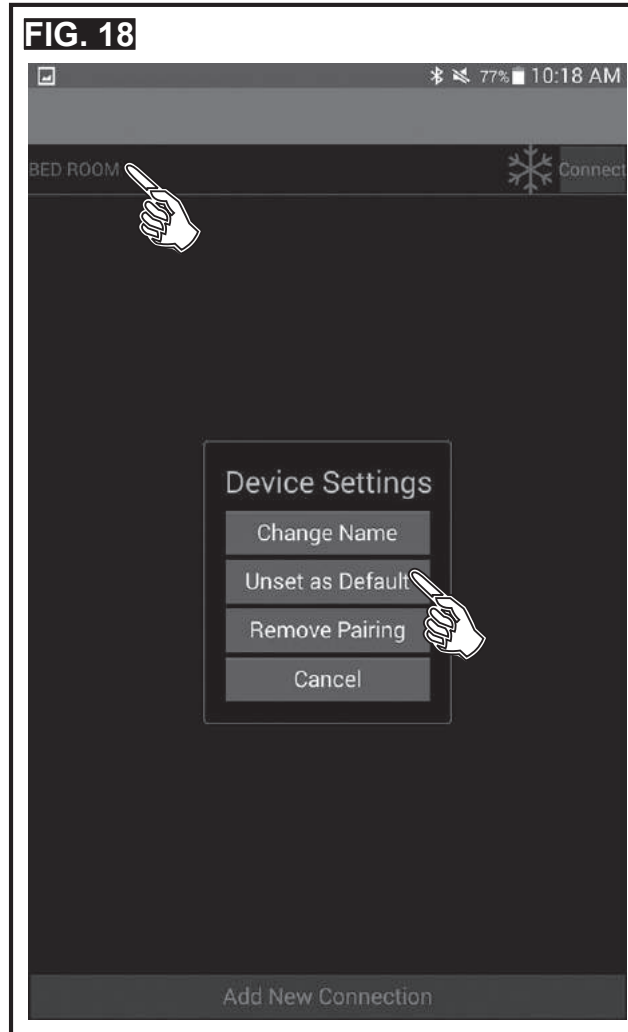 FIG. 18
77% 10:18 AM
BED ROOM Connect
Device Settings
Change Name
Unset as Default
Remove Pairing
Cancel
Add New Connection